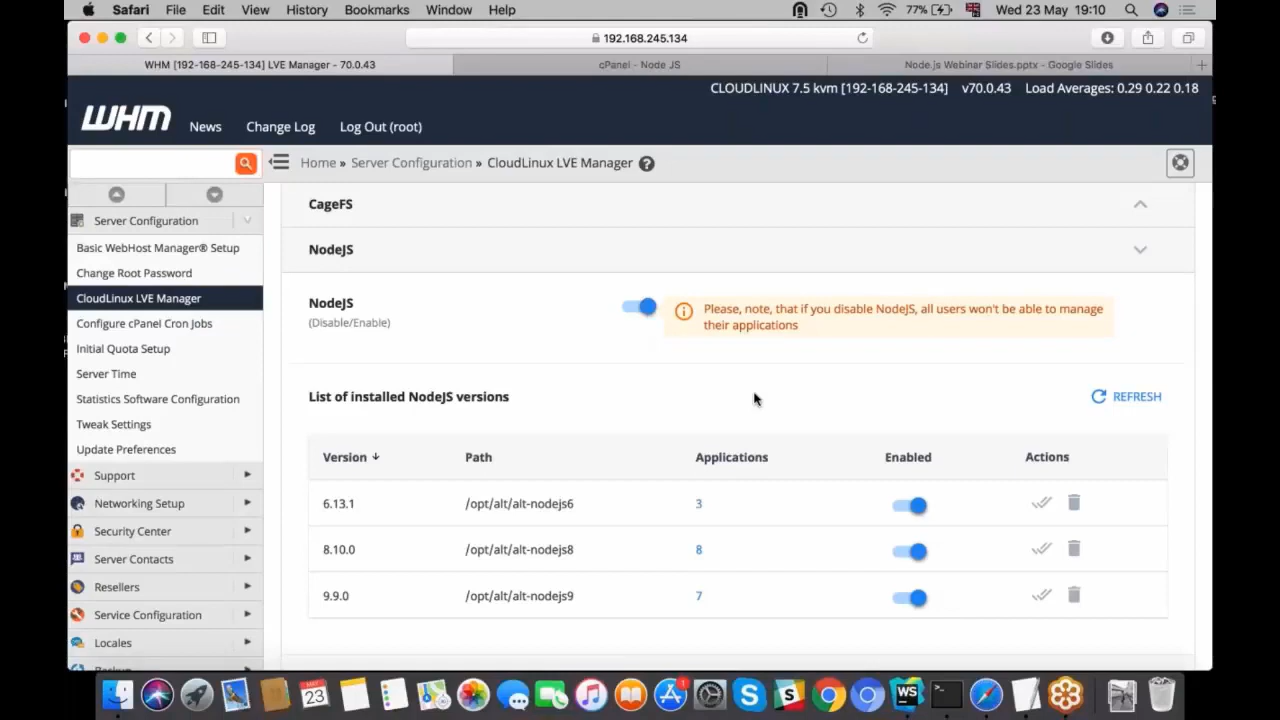 Safari File Edit View History Bookmarks Window Help 77% Wed 23 May 19:10
192.168.245.134
WHM [192-168-245-134] LVE Manager - 70.0.43 cPanel - Node JS Node.js Webinar Slides.pptx - Google Slides
CLOUDLINUX 7.5 kvm [192-168-245-134] v70.0.43 Load Averages: 0.29 0.22 0.18
WHM News Change Log Log Out (root)
Home » Server Configuration » CloudLinux LVE Manager ?
Server Configuration
Basic WebHost Manager® Setup
Change Root Password
CloudLinux LVE Manager
Configure cPanel Cron Jobs
Initial Quota Setup
Server Time
Statistics Software Configuration
Tweak Settings
Update Preferences
Support
Networking Setup
Security Center
Server Contacts
Resellers
Service Configuration
Locales
Backup
CageFS
NodeJS
NodeJS
(Disable/Enable)
Please, note, that if you disable NodeJS, all users won't be able to manage
their applications
List of installed NodeJS versions REFRESH
Version Path Applications Enabled Actions
6.13.1 /opt/alt/alt-nodejs6 3
8.10.0 /opt/alt/alt-nodejs8 8
9.9.0 /opt/alt/alt-nodejs9 7
23 1 WS